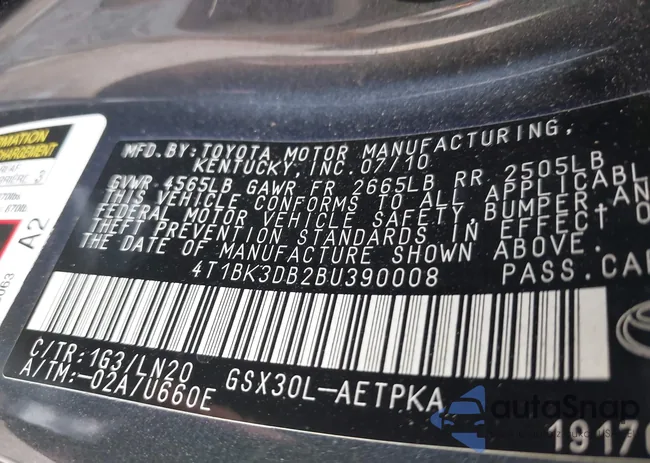 MFD.BY:TOYOTA MOTOR MANUFACTURING,
KENTUCKY,INC.07/10
GVWR 4565LB GAWR FR 2665LB RR 2505LB
THIS VEHICLE CONFORMS TO ALL APPLICABL
FEDERAL MOTOR VEHICLE SAFETY,BUMPER,AN
THEFT PREVENTION STANDARDS IN EFFECT O
THE DATE OF MANUFACTURE SHOWN ABOVE.
4T1BK3DB2BU390008 PASS.CA
C/TR:1G3/LN20
A/TM:-02A/U660E
GSX30L-AETPKA
1917
A2
autoSnap